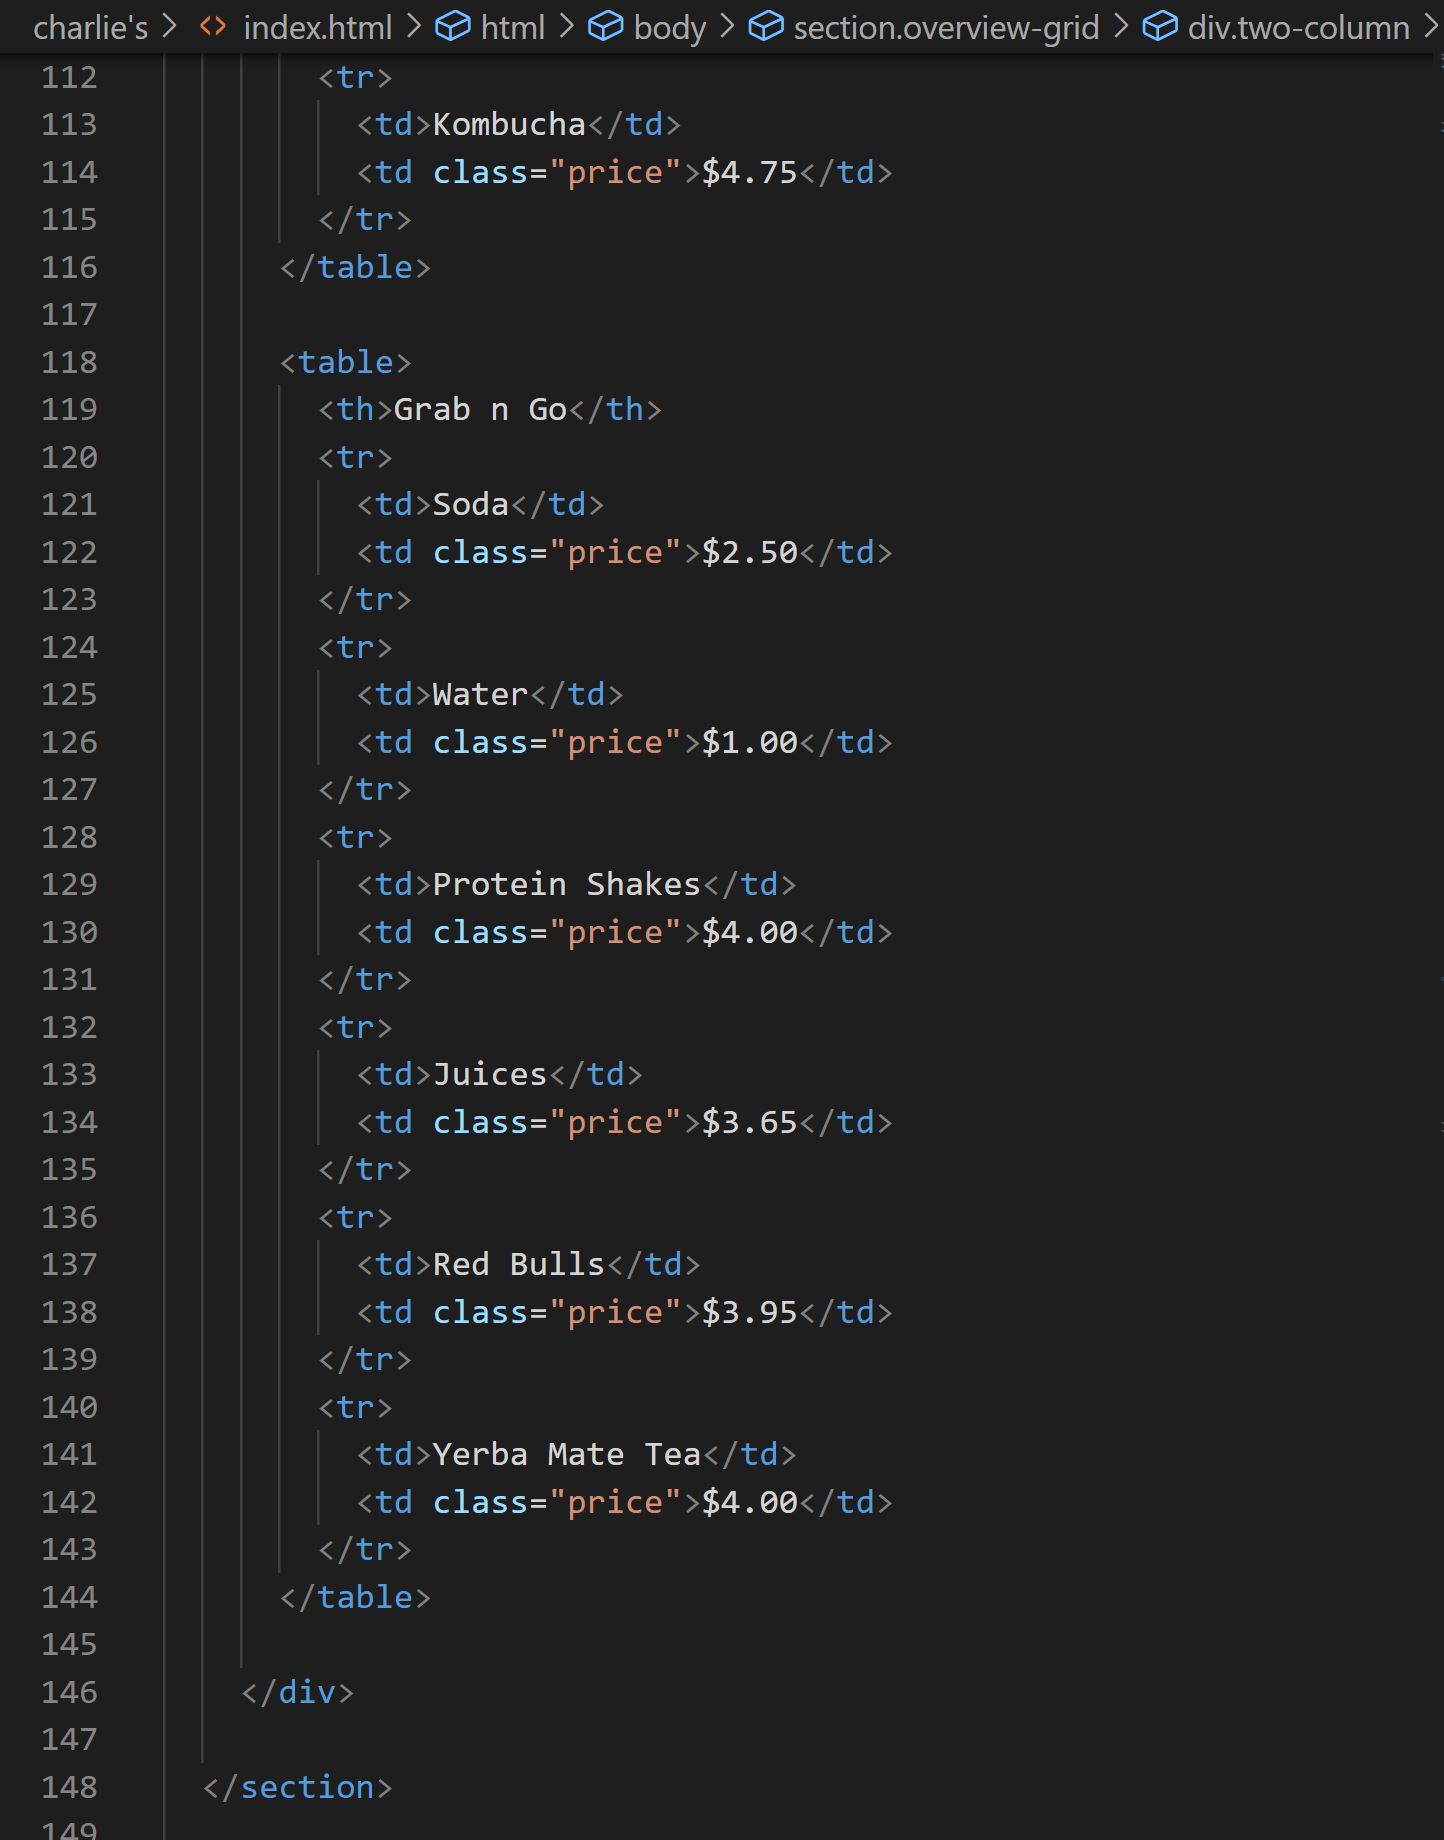 charlie's > <> index.html > html > body > section.overview-grid > div.two-column >
112 <tr>
113 <td>Kombucha</td>
114 <td class="price">$4.75</td>
115 </tr>
116 </table>
117
118 <table>
119 <th>Grab n Go</th>
120 <tr>
121 <td>Soda</td>
122 <td class="price">$2.50</td>
123 </tr>
124 <tr>
125 <td>Water</td>
126 <td class="price">$1.00</td>
127 </tr>
128 <tr>
129 <td>Protein Shakes</td>
130 <td class="price">$4.00</td>
131 </tr>
132 <tr>
133 <td>Juices</td>
134 <td class="price">$3.65</td>
135 </tr>
136 <tr>
137 <td>Red Bulls</td>
138 <td class="price">$3.95</td>
139 </tr>
140 <tr>
141 <td>Yerba Mate Tea</td>
142 <td class="price">$4.00</td>
143 </tr>
144 </table>
145
146 </div>
147
148 </section>
149